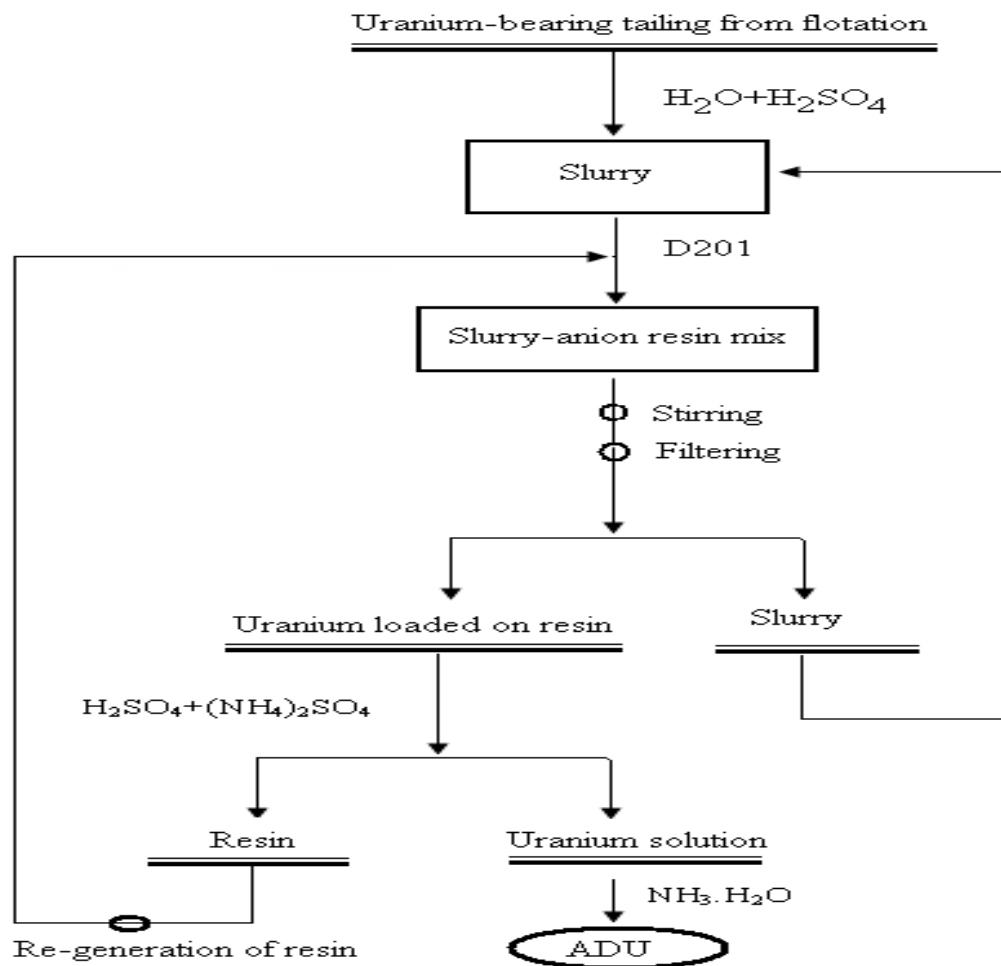 Uranium-bearing tailing from flotation
H₂O+H₂SO₄
Slurry
D201
Slurry-anion resin mix
Stirring
Filtering
Uranium loaded on resin
Slurry
H₂SO₄+(NH₄)₂SO₄
Resin
Uranium solution
NH₃.H₂O
Re-generation of resin
ADU